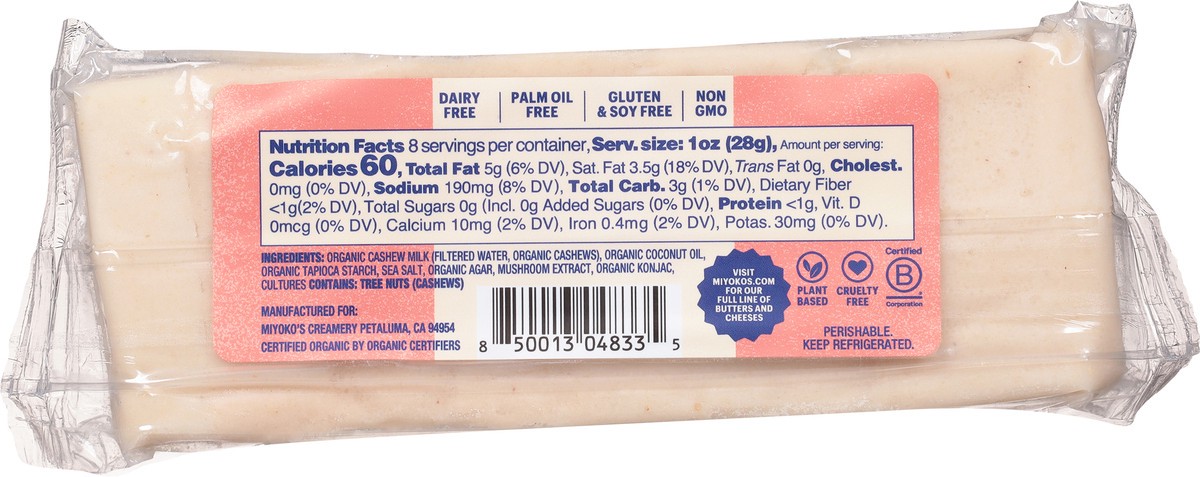 DAIRY FREE | PALM OIL FREE | GLUTEN & SOY FREE | NON GMO
Nutrition Facts 8 servings per container, Serv. size: 1oz (28g), Amount per serving:
Calories 60, Total Fat 5g (6% DV), Sat. Fat 3.5g (18% DV), Trans Fat 0g, Cholest.
0mg (0% DV), Sodium 190mg (8% DV), Total Carb. 3g (1% DV), Dietary Fiber
<1g(2% DV), Total Sugars 0g (Incl. 0g Added Sugars (0% DV), Protein <1g, Vit. D
0mcg (0% DV), Calcium 10mg (2% DV), Iron 0.4mg (2% DV), Potas. 30mg (0% DV).
INGREDIENTS: ORGANIC CASHEW MILK (FILTERED WATER, ORGANIC CASHEWS), ORGANIC COCONUT OIL,
ORGANIC TAPIOCA STARCH, SEA SALT, ORGANIC AGAR, MUSHROOM EXTRACT, ORGANIC KONJAC,
CULTURES CONTAINS: TREE NUTS (CASHEWS)
MANUFACTURED FOR:
MIYOKO'S CREAMERY PETALUMA, CA 94954
CERTIFIED ORGANIC BY ORGANIC CERTIFIERS
8 50013 04833 5
VISIT
MIYOKOS.COM
FOR OUR
FULL LINE OF
BUTTERS AND
CHEESES
PLANT
BASED
CRUELTY
FREE
Certified
B
Corporation
PERISHABLE.
KEEP REFRIGERATED.